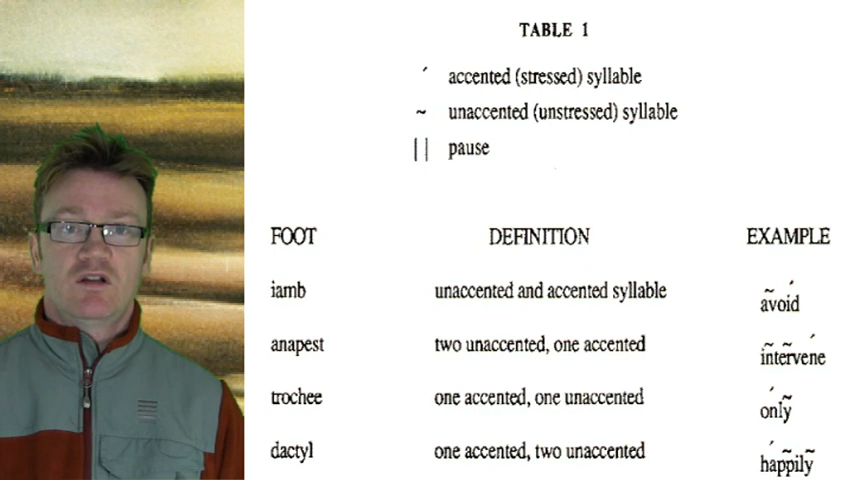 TABLE 1
´ accented (stressed) syllable
~ unaccented (unstressed) syllable
|| pause
FOOT DEFINITION EXAMPLE
iamb unaccented and accented syllable avoid
anapest two unaccented, one accented intervene
trochee one accented, one unaccented only
dactyl one accented, two unaccented happily